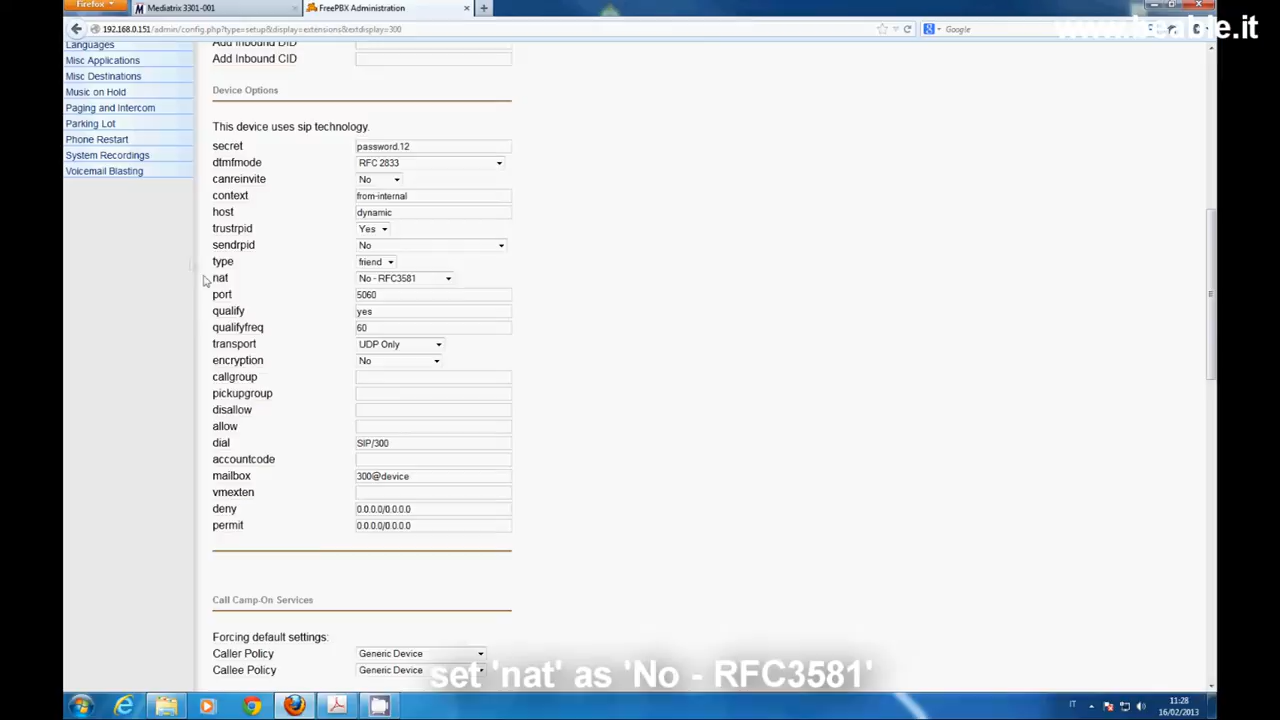 Firefox
Mediatrix 3301-001
FreePBX Administration
192.168.0.151/admin/config.php?type=setup&display=extensions&extdisplay=300
Google
Languages
Misc Applications
Misc Destinations
Music on Hold
Paging and Intercom
Parking Lot
Phone Restart
System Recordings
Voicemail Blasting
Add Inbound DID
Add Inbound CID
Device Options
This device uses sip technology.
secret password.12
dtmfmode RFC 2833
canreinvite No
context from-internal
host dynamic
trustrpid Yes
sendrpid No
type friend
nat No - RFC3581
port 5060
qualify yes
qualifyfreq 60
transport UDP Only
encryption No
callgroup
pickupgroup
disallow
allow
dial SIP/300
accountcode
mailbox 300@device
vmexten
deny 0.0.0.0/0.0.0.0
permit 0.0.0.0/0.0.0.0
Call Camp-On Services
Forcing default settings:
Caller Policy Generic Device
Callee Policy Generic Device
set 'nat' as 'No - RFC3581'
IT
11:28
16/02/2013